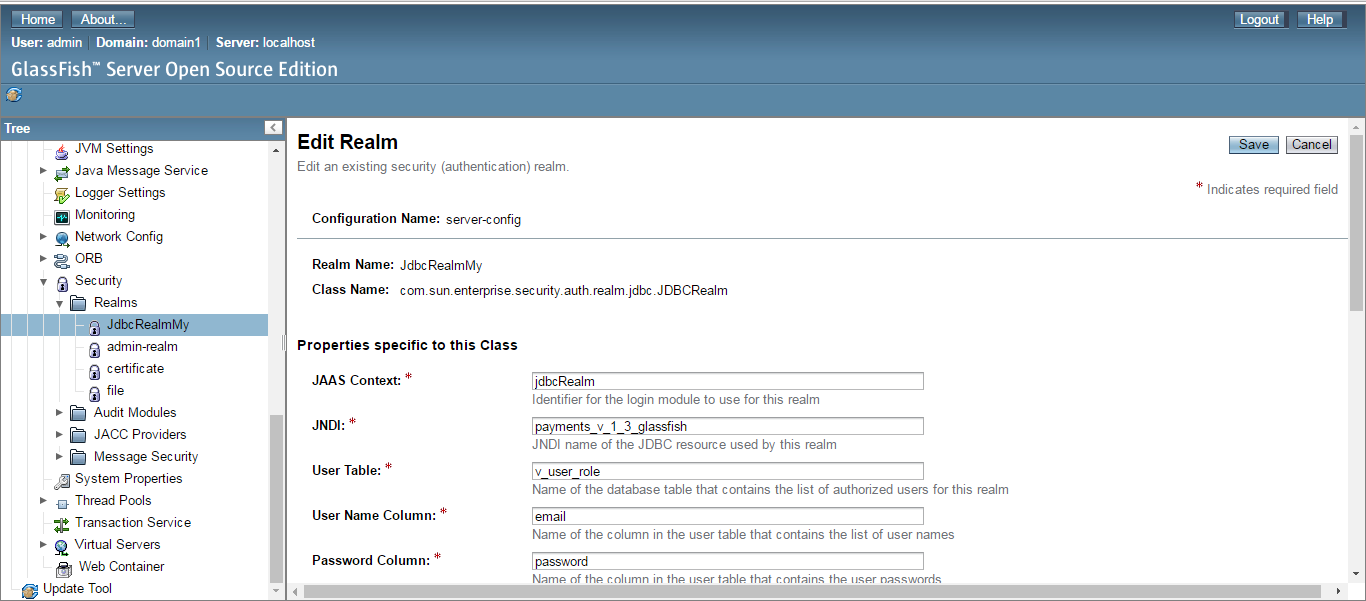 Home About... Logout Help
User: admin Domain: domain1 Server: localhost
GlassFish™ Server Open Source Edition
Tree
JVM Settings
Java Message Service
Logger Settings
Monitoring
Network Config
ORB
Security
Realms
JdbcRealmMy
admin-realm
certificate
file
Audit Modules
JACC Providers
Message Security
System Properties
Thread Pools
Transaction Service
Virtual Servers
Web Container
Update Tool
Edit Realm
Save Cancel
Edit an existing security (authentication) realm.
* Indicates required field
Configuration Name: server-config
Realm Name: JdbcRealmMy
Class Name: com.sun.enterprise.security.auth.realm.jdbc.JDBCRealm
Properties specific to this Class
JAAS Context: * jdbcRealm
Identifier for the login module to use for this realm
JNDI: * payments_v_1_3_glassfish
JNDI name of the JDBC resource used by this realm
User Table: * v_user_role
Name of the database table that contains the list of authorized users for this realm
User Name Column: * email
Name of the column in the user table that contains the list of user names
Password Column: * password
Name of the column in the user table that contains the user passwords